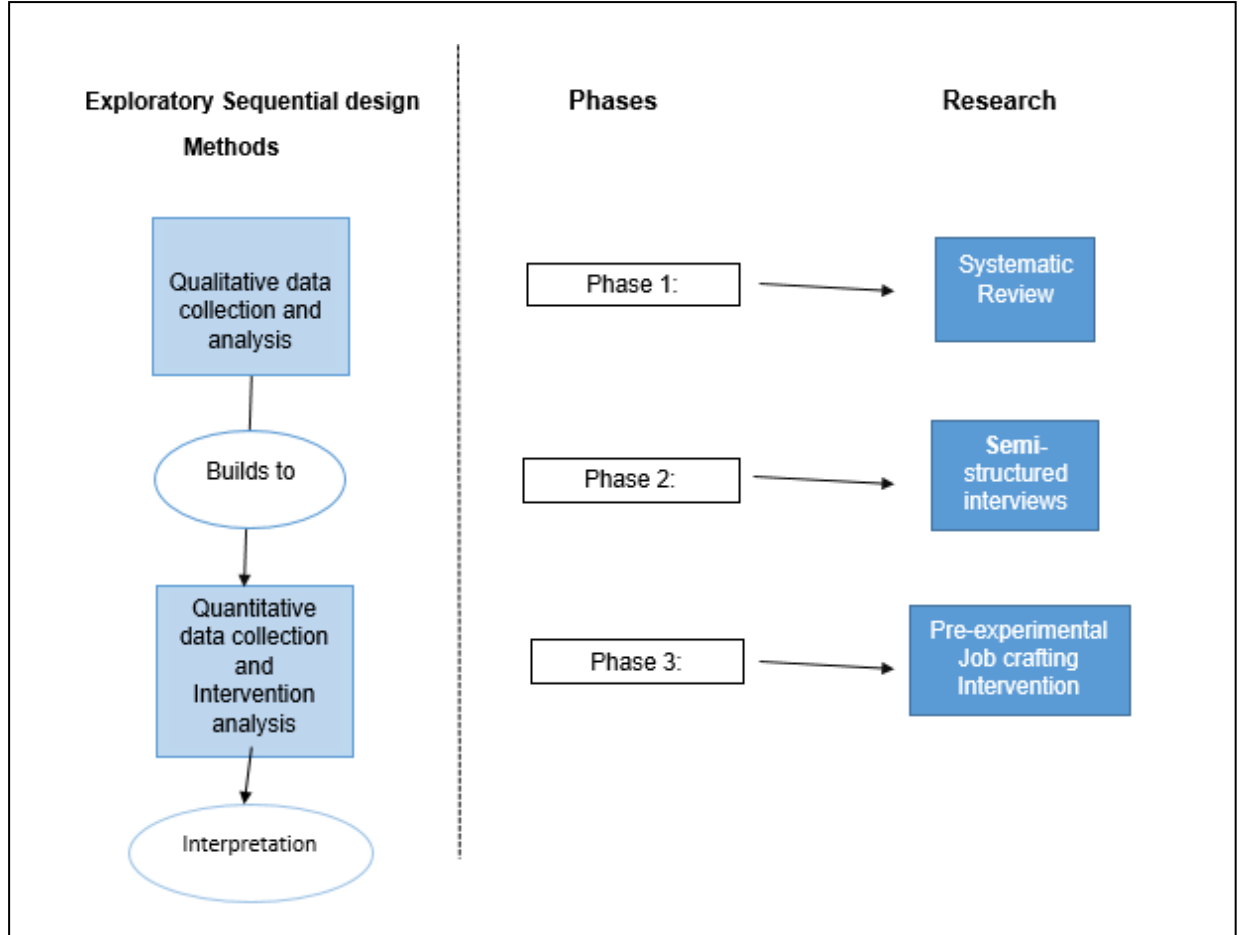 Exploratory Sequential design
Methods
Qualitative data
collection and
analysis
Builds to
Quantitative
data collection
and
Intervention
analysis
Interpretation
Phases
Research
Phase 1:
Systematic
Review
Phase 2:
Semi-
structured
interviews
Phase 3:
Pre-experimental
Job crafting
Intervention